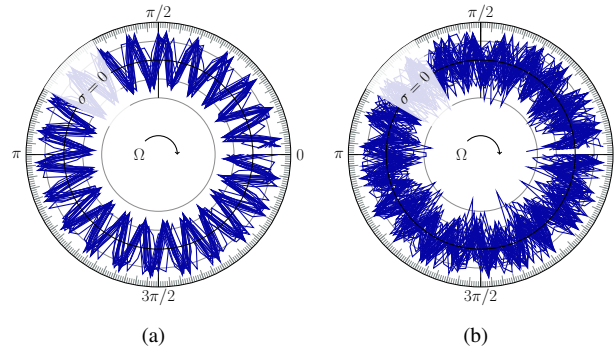 π/2 π/2
σ = 0 σ = 0
π Ω 0 π Ω
3π/2 3π/2
(a) (b)